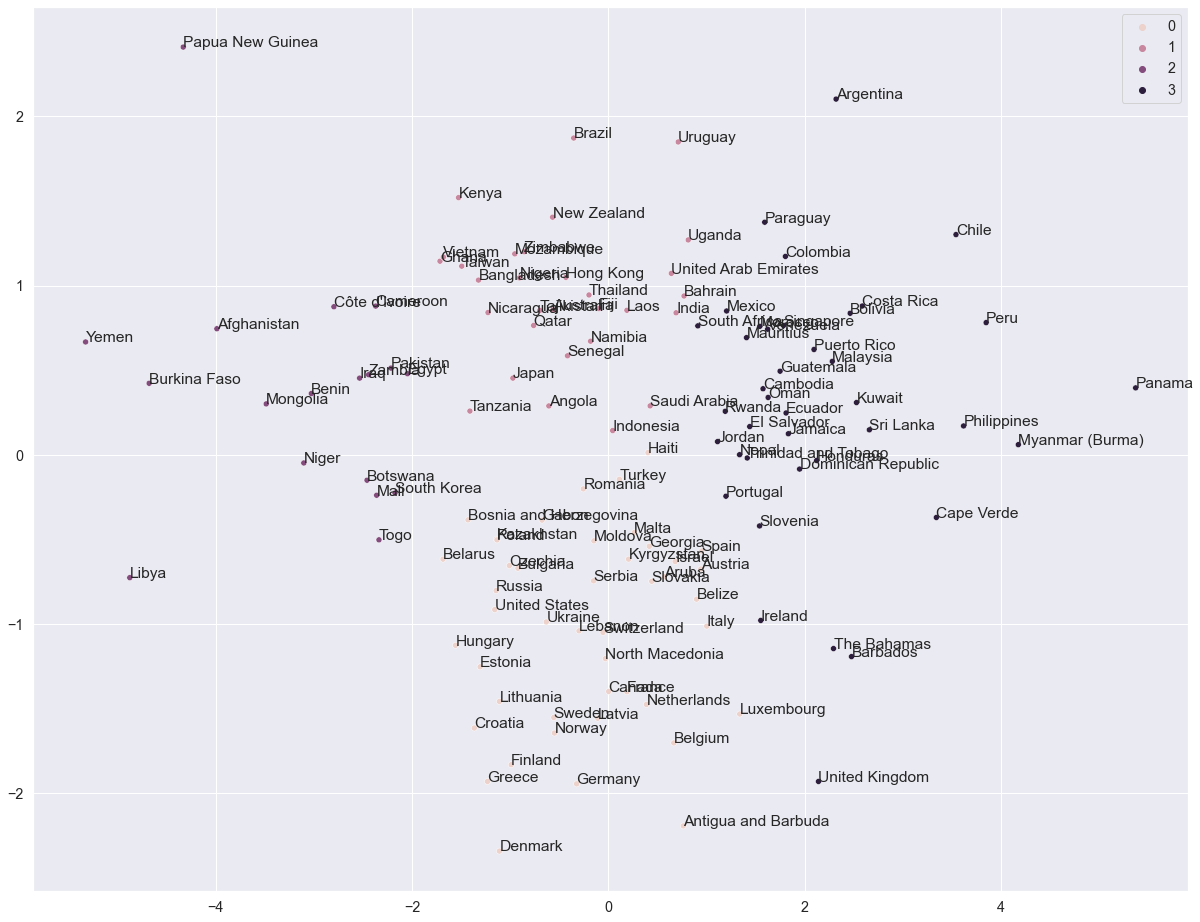 Papua New Guinea
0
1
2
3
Argentina
2
Brazil
Uruguay
Kenya
New Zealand
Paraguay
Chile
Uganda
Zimbabwe
Mozambique
Vietnam
Colombia
Ghana
Taiwan
United Arab Emirates
Bangladesh
Nigeria
Hong Kong
1
Thailand
Bahrain
Côte d'Ivoire
Cameroon
Nicaragua
Australia
Fiji
Laos
India
Mexico
Costa Rica
Bolivia
Afghanistan
Qatar
South Africa
Venezuela
Singapore
Peru
Mauritius
Yemen
Namibia
Puerto Rico
Senegal
Malaysia
Pakistan
Zambia
Egypt
Iraq
Japan
Guatemala
Burkina Faso
Cambodia
Panama
Benin
Oman
Mongolia
Tanzania
Angola
Saudi Arabia
Rwanda
Ecuador
Kuwait
Indonesia
El Salvador
Jamaica
Sri Lanka
Philippines
Jordan
Myanmar (Burma)
0
Haiti
Nepal
Trinidad and Tobago
Honduras
Niger
Dominican Republic
Botswana
Turkey
Mali
South Korea
Romania
Portugal
Bosnia and Herzegovina
Gabon
Cape Verde
Slovenia
Togo
Poland
Kazakhstan
Moldova
Malta
Georgia
Spain
Belarus
Czechia
Bulgaria
Kyrgyzstan
Israel
Austria
Libya
Serbia
Aruba
Slovakia
Russia
Belize
United States
−1
Ukraine
Lebanon
Switzerland
Italy
Ireland
Hungary
North Macedonia
The Bahamas
Barbados
Estonia
Canada
France
Lithuania
Netherlands
Sweden
Latvia
Luxembourg
Croatia
Norway
Belgium
Finland
−2
Greece
Germany
United Kingdom
Antigua and Barbuda
Denmark
−4
−2
0
2
4